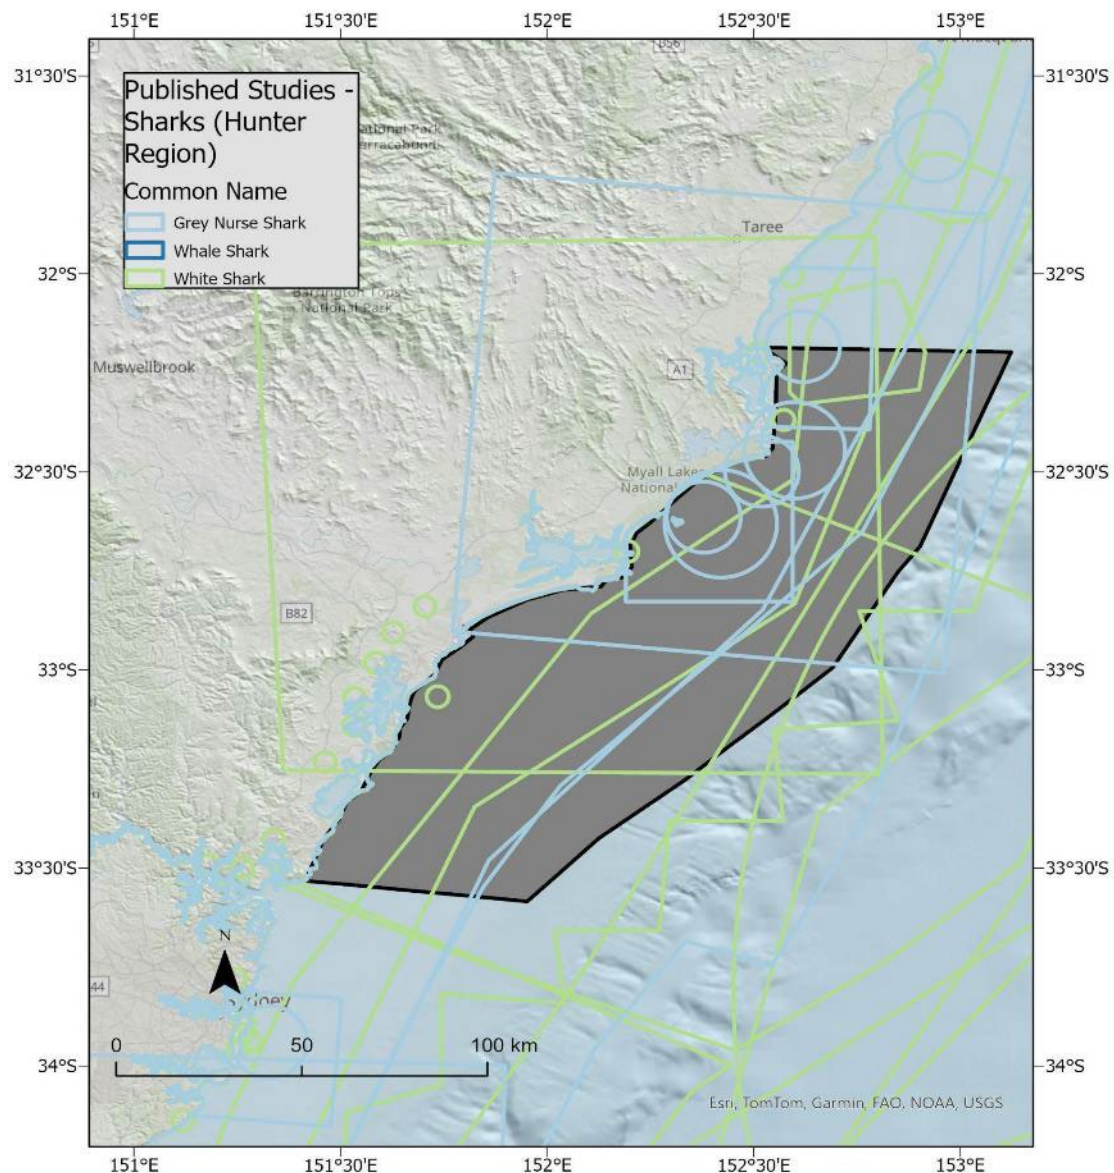 151°E 151°30'E 152°E 152°30'E 153°E
B56
31°30'S 31°30'S
Published Studies -
Sharks (Hunter
Region)
Common Name
Grey Nurse Shark
Whale Shark
White Shark
ational Park
Taree
32°S 32°S
Barrington Tops
National Park
Muswellbrook
A1
32°30'S 32°30'S
Myall Lakes
National
B82
33°S 33°S
33°30'S 33°30'S
N
44
0 50 100 km
34°S 34°S
Esri, TomTom, Garmin, FAO, NOAA, USGS
151°E 151°30'E 152°E 152°30'E 153°E